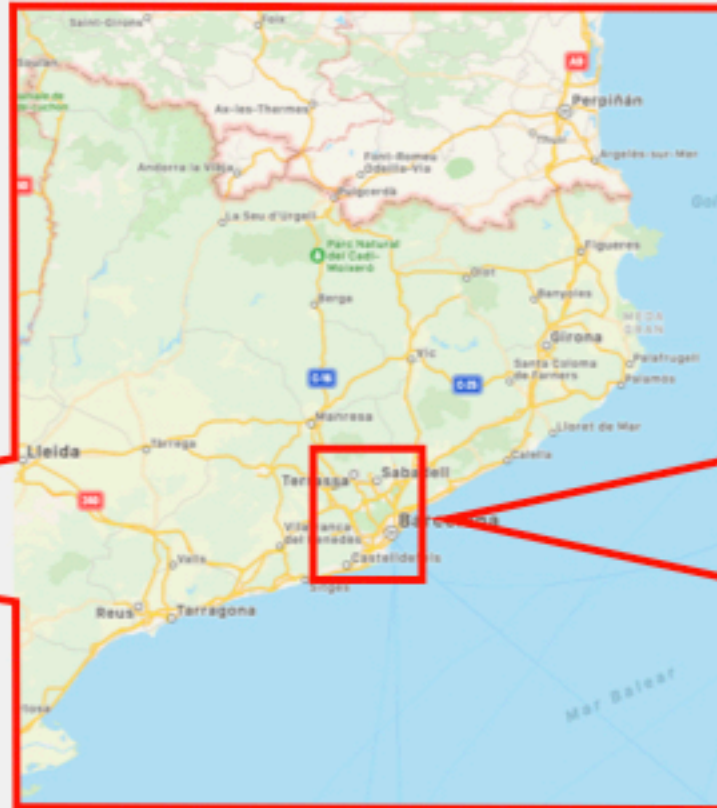 Saint-Girons
Foix
A9
Perpiñán
Ax-les-Thermes
Thuir
Argelès-sur-Mer
Font-Romeu
Odeillo-Via
Andorra la Vieja
Puigcerdà
La Seu d'Urgell
Parc Natural
del Cadí-
Moixeró
Figueres
Olot
Banyoles
Berga
Girona
Vic
Palafrugell
Santa Coloma
de Farners
Palamós
C-16
C-25
Manresa
Lloret de Mar
Lleida
Tàrrega
Calella
Terrassa
Sabadell
Barcelona
Vilafranca
del Penedès
Castelldefels
Valls
Sitges
Reus
Tarragona
Mar Balear